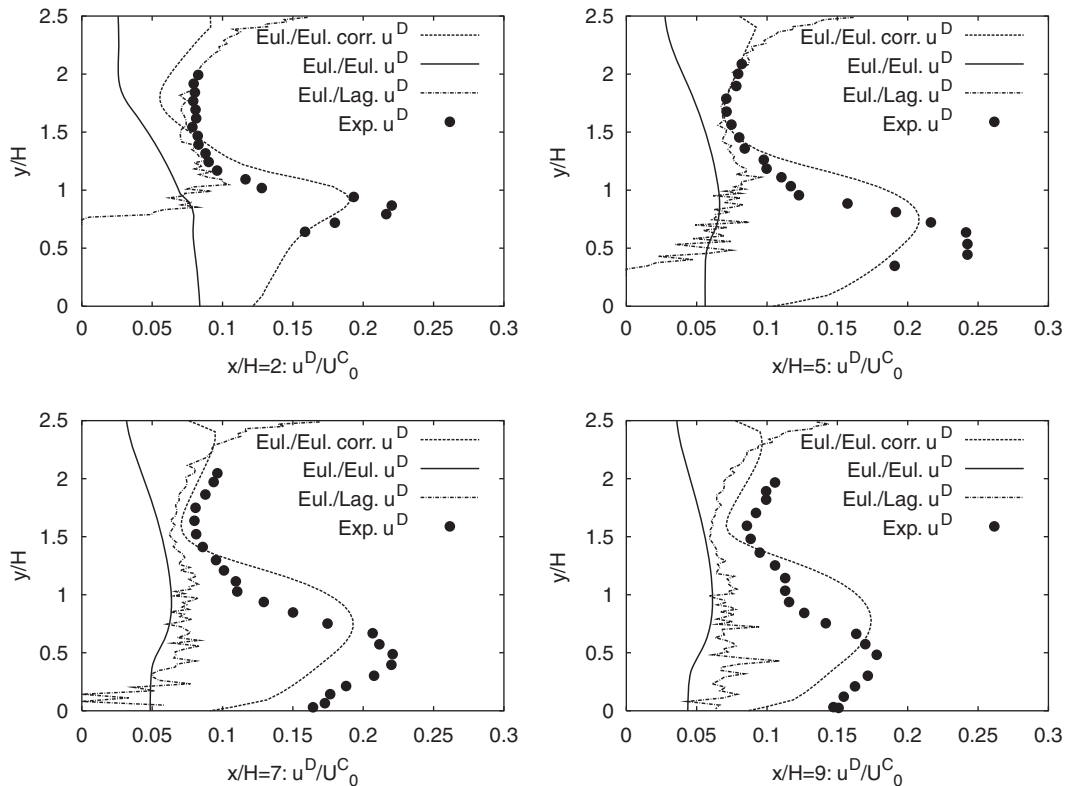 2.5
2
1.5
1
0.5
0
y/H
Eul./Eul. corr. u^D
Eul./Eul. u^D
Eul./Lag. u^D
Exp. u^D
0 0.05 0.1 0.15 0.2 0.25 0.3
x/H=2: u^D/U^C_0
2.5
2
1.5
1
0.5
0
y/H
Eul./Eul. corr. u^D
Eul./Eul. u^D
Eul./Lag. u^D
Exp. u^D
0 0.05 0.1 0.15 0.2 0.25 0.3
x/H=5: u^D/U^C_0
2.5
2
1.5
1
0.5
0
y/H
Eul./Eul. corr. u^D
Eul./Eul. u^D
Eul./Lag. u^D
Exp. u^D
0 0.05 0.1 0.15 0.2 0.25 0.3
x/H=7: u^D/U^C_0
2.5
2
1.5
1
0.5
0
y/H
Eul./Eul. corr. u^D
Eul./Eul. u^D
Eul./Lag. u^D
Exp. u^D
0 0.05 0.1 0.15 0.2 0.25 0.3
x/H=9: u^D/U^C_0